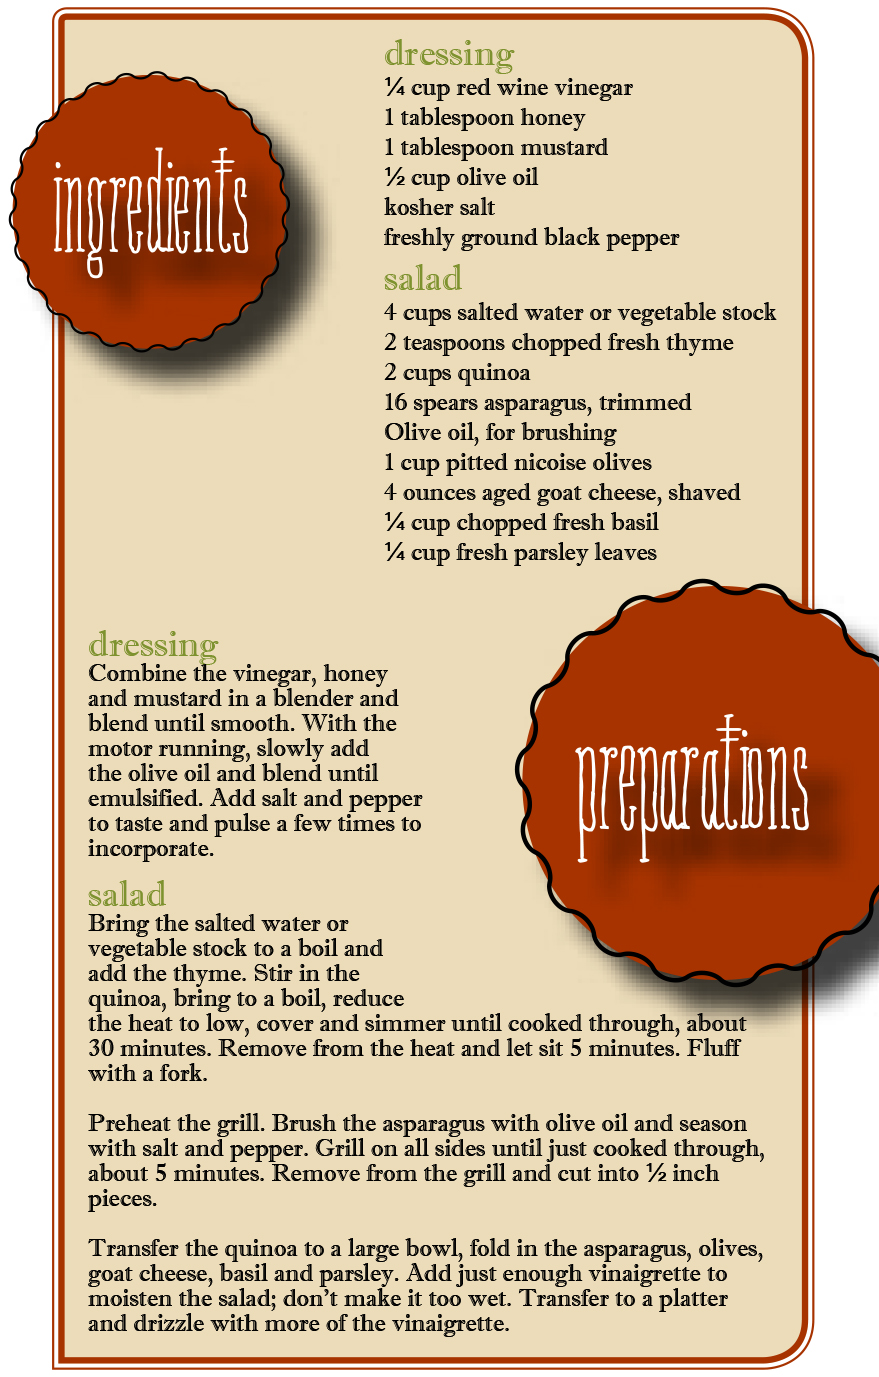 ingredients
dressing
¼ cup red wine vinegar
1 tablespoon honey
1 tablespoon mustard
½ cup olive oil
kosher salt
freshly ground black pepper
salad
4 cups salted water or vegetable stock
2 teaspoons chopped fresh thyme
2 cups quinoa
16 spears asparagus, trimmed
Olive oil, for brushing
1 cup pitted nicoise olives
4 ounces aged goat cheese, shaved
¼ cup chopped fresh basil
¼ cup fresh parsley leaves
preparations
dressing
Combine the vinegar, honey
and mustard in a blender and
blend until smooth. With the
motor running, slowly add
the olive oil and blend until
emulsified. Add salt and pepper
to taste and pulse a few times to
incorporate.
salad
Bring the salted water or
vegetable stock to a boil and
add the thyme. Stir in the
quinoa, bring to a boil, reduce
the heat to low, cover and simmer until cooked through, about
30 minutes. Remove from the heat and let sit 5 minutes. Fluff
with a fork.
Preheat the grill. Brush the asparagus with olive oil and season
with salt and pepper. Grill on all sides until just cooked through,
about 5 minutes. Remove from the grill and cut into ½ inch
pieces.
Transfer the quinoa to a large bowl, fold in the asparagus, olives,
goat cheese, basil and parsley. Add just enough vinaigrette to
moisten the salad; don’t make it too wet. Transfer to a platter
and drizzle with more of the vinaigrette.